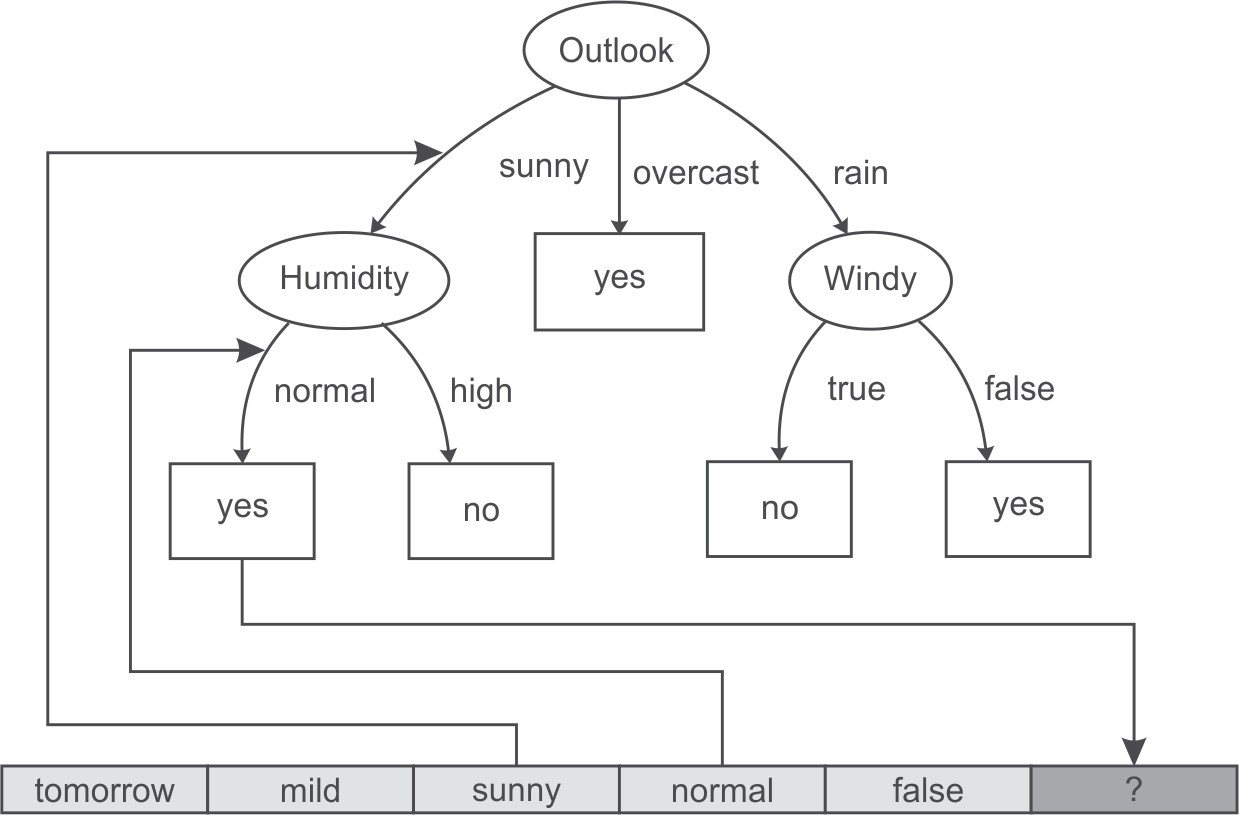 Outlook
sunny overcast rain
Humidity yes Windy
normal high true false
yes no no yes
tomorrow mild sunny normal false ?